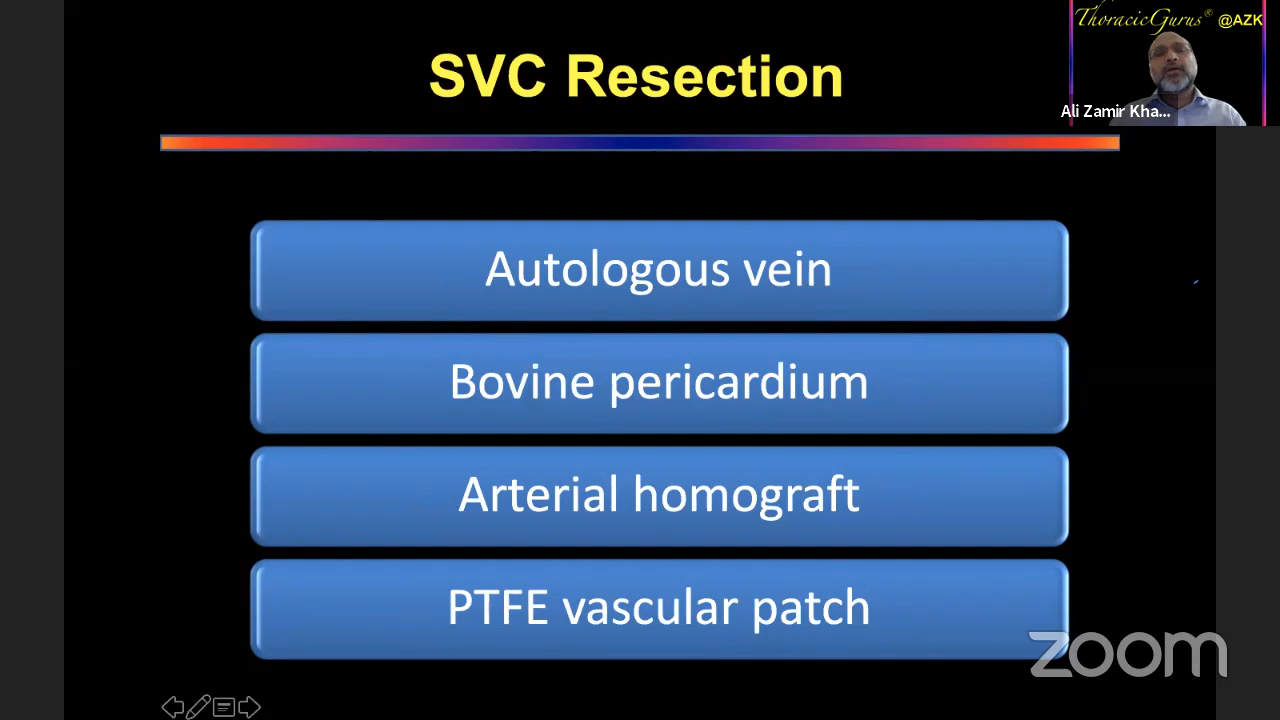 SVC Resection
ThoracicGurus® @AZK
Ali Zamir Kha...
Autologous vein
Bovine pericardium
Arterial homograft
PTFE vascular patch
zoom